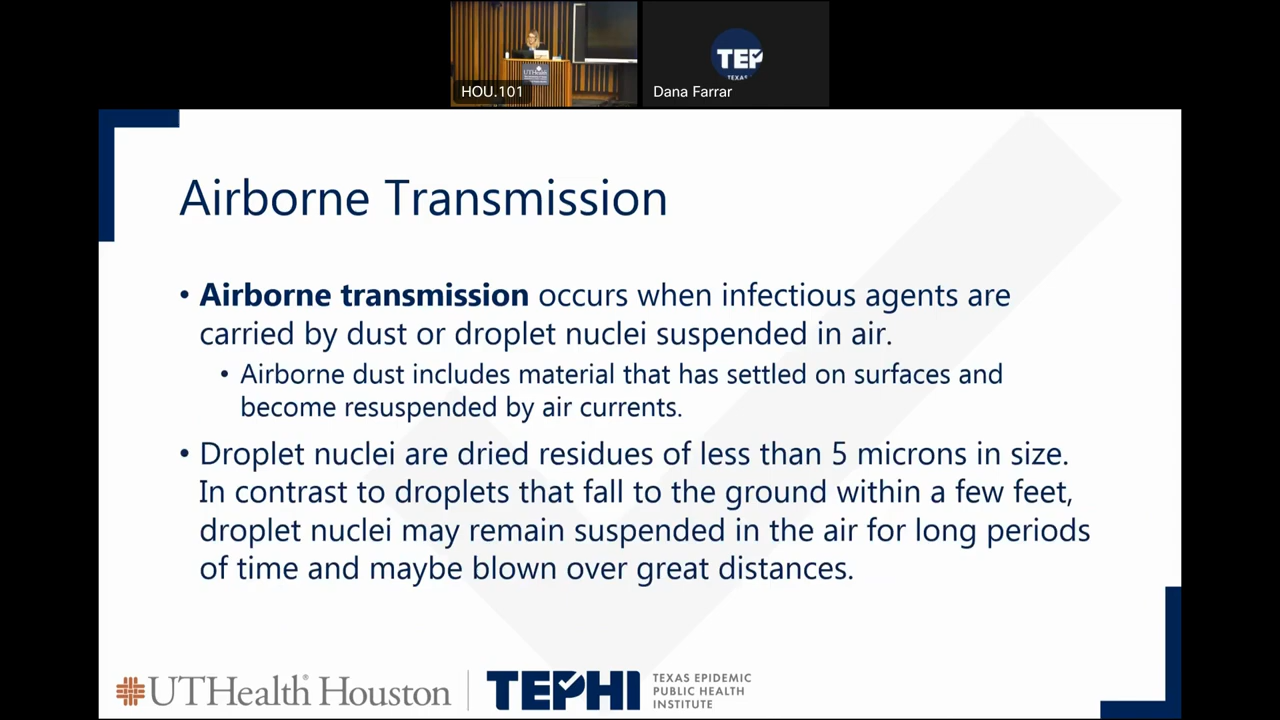 UTHealth
HOU.101
TEP
TEXAS
Dana Farrar
Airborne Transmission
• Airborne transmission occurs when infectious agents are
carried by dust or droplet nuclei suspended in air.
• Airborne dust includes material that has settled on surfaces and
become resuspended by air currents.
• Droplet nuclei are dried residues of less than 5 microns in size.
In contrast to droplets that fall to the ground within a few feet,
droplet nuclei may remain suspended in the air for long periods
of time and maybe blown over great distances.
UTHealth® Houston
TEPHI
TEXAS EPIDEMIC
PUBLIC HEALTH
INSTITUTE